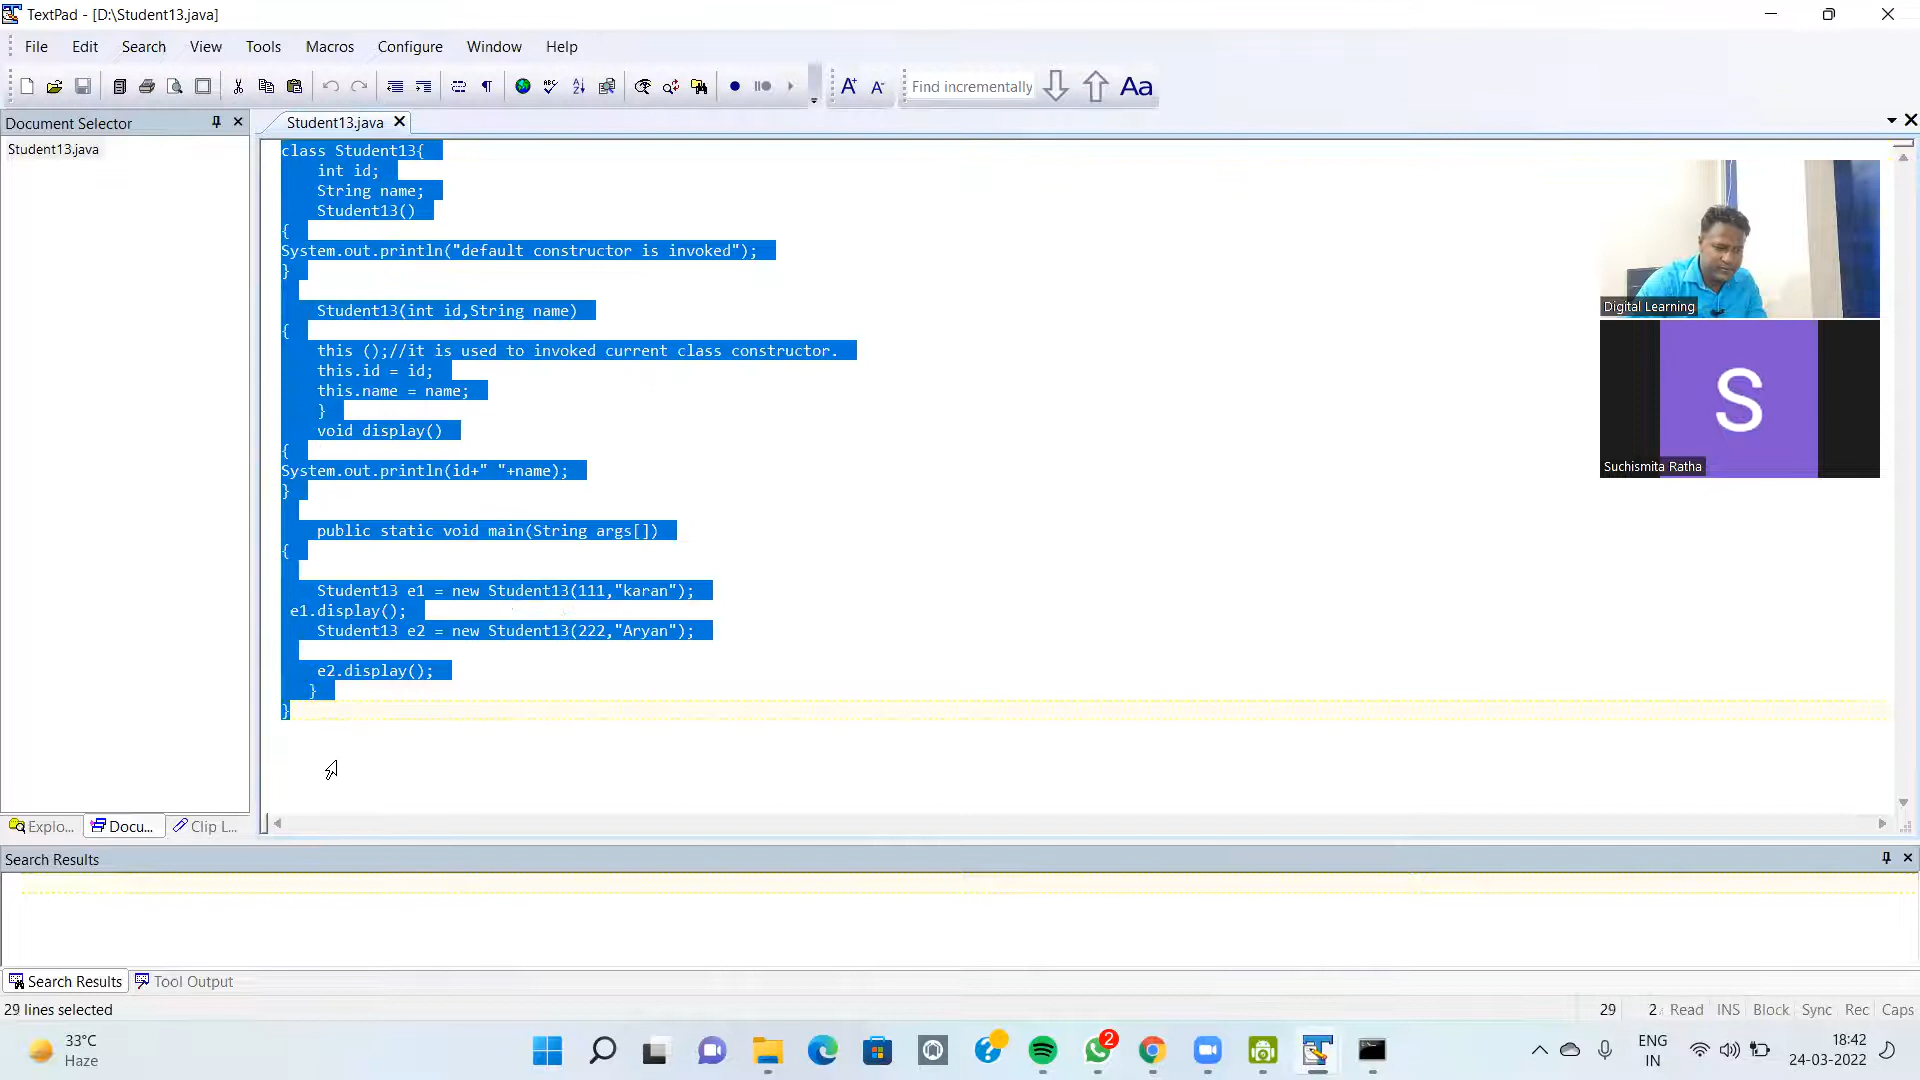 TextPad - [D:\Student13.java]
File Edit Search View Tools Macros Configure Window Help
Find incrementally
Aa
Document Selector
Student13.java
Student13.java
class Student13{
int id;
String name;
Student13()
{
System.out.println("default constructor is invoked");
}
Student13(int id,String name)
{
this ();//it is used to invoked current class constructor.
this.id = id;
this.name = name;
}
void display()
{
System.out.println(id+" "+name);
}
public static void main(String args[])
{
Student13 e1 = new Student13(111,"karan");
e1.display();
Student13 e2 = new Student13(222,"Aryan");
e2.display();
}
}
Digital Learning
S
Suchismita Ratha
Explo... Docu... Clip L...
Search Results
Search Results Tool Output
29 lines selected
29 2 Read INS Block Sync Rec Caps
33°C
Haze
2
ENG
IN
18:42
24-03-2022